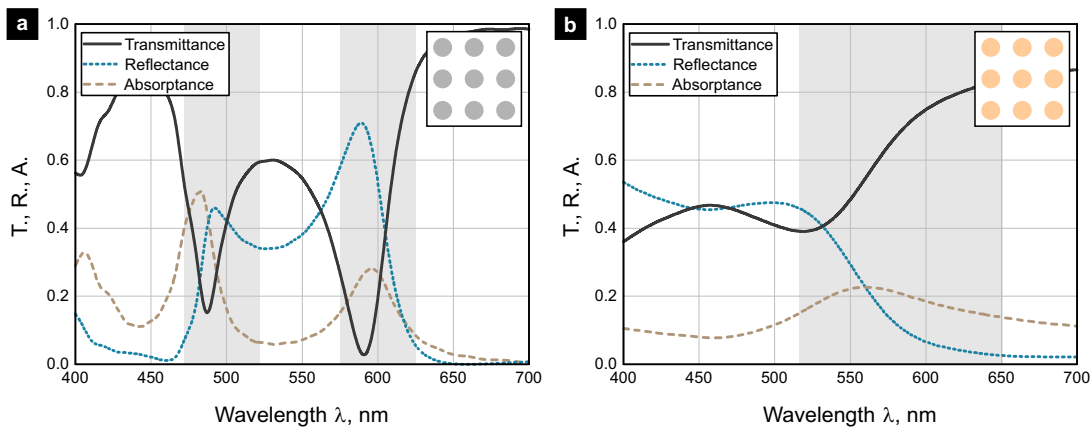 a
1.0
0.8
0.6
0.4
0.2
0.0
T., R., A.
Transmittance
Reflectance
Absorptance
400 450 500 550 600 650 700
Wavelength λ, nm
b
1.0
0.8
0.6
0.4
0.2
0.0
T., R., A.
Transmittance
Reflectance
Absorptance
400 450 500 550 600 650 700
Wavelength λ, nm